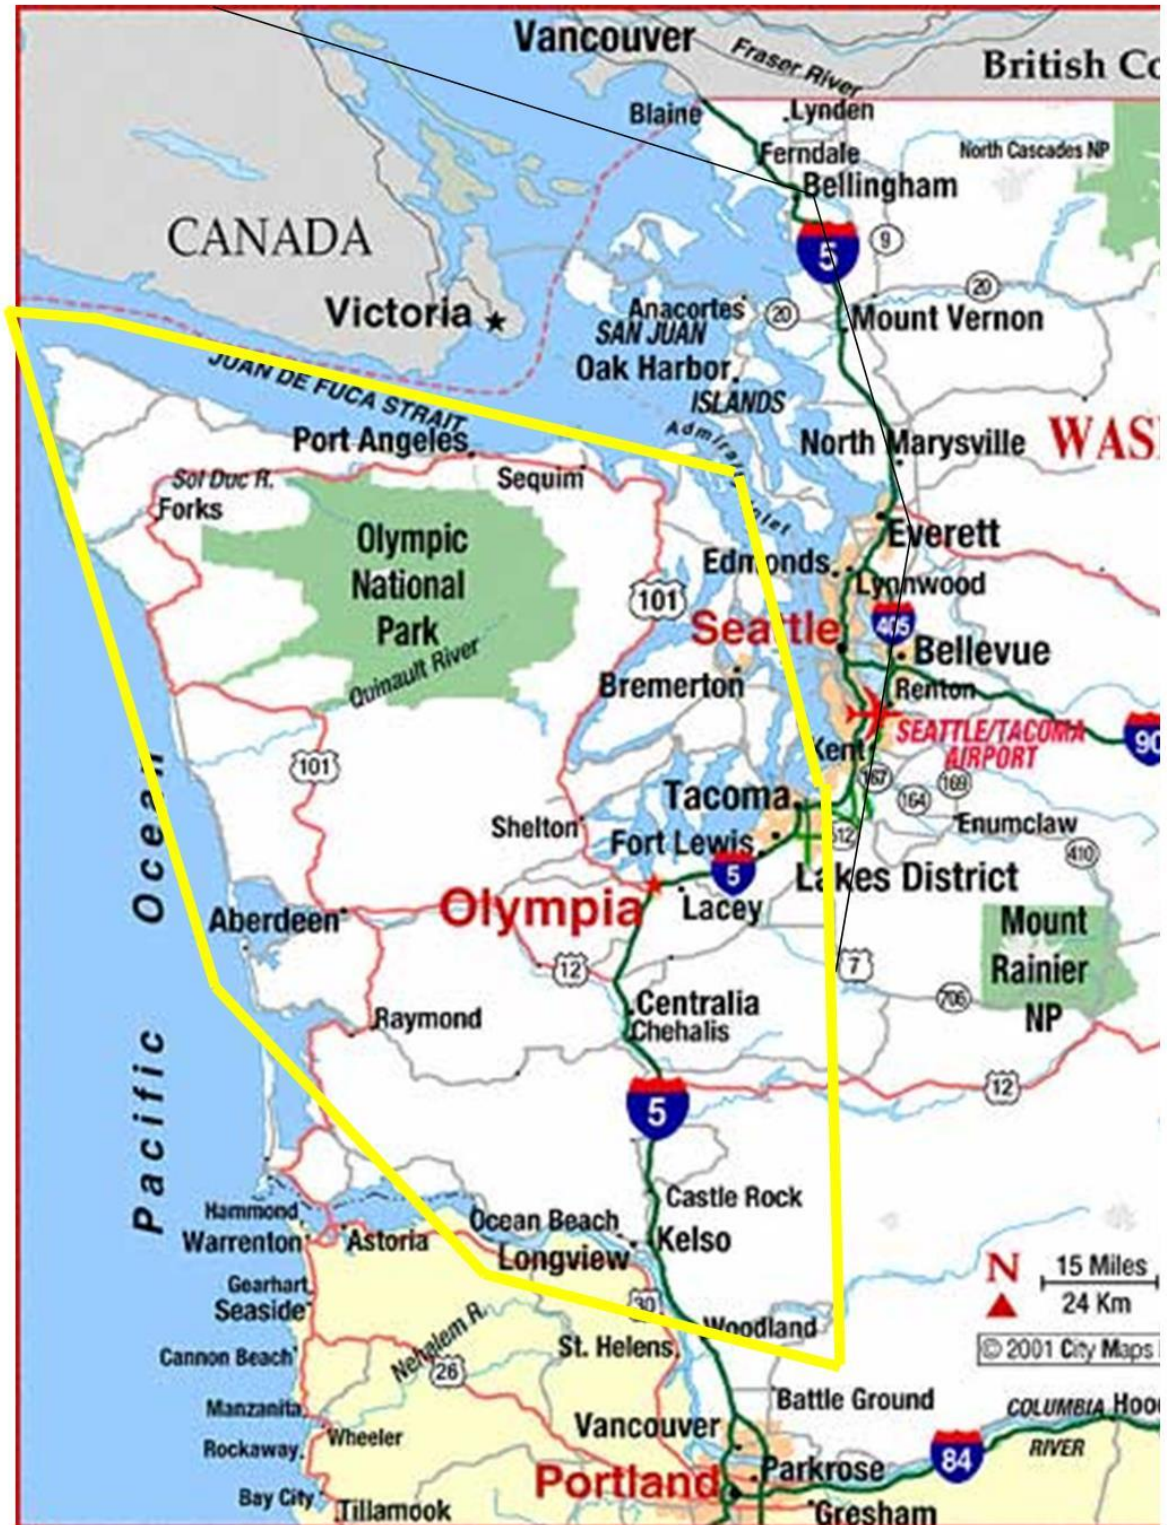 Vancouver
Fraser River
British Co
Blaine
Lynden
Ferndale
North Cascades NP
Bellingham
CANADA
5
9
20
Victoria
Anacortes
20
SAN JUAN
Mount Vernon
JUAN DE FUCA STRAIT
Oak Harbor
ISLANDS
Port Angeles
North Marysville
WAS
Sol Duc R.
Sequim
Forks
Inlet
Everett
Olympic
National
Park
Edmonds
Lynnwood
101
405
Seattle
Quinault River
Bellevue
Bremerton
Renton
SEATTLE/TACOMA
AIRPORT
90
Kent
101
167
169
164
Tacoma
Shelton
Fort Lewis
512
Enumclaw
410
5
Lakes District
Olympia
Lacey
Aberdeen
Mount
Rainier
NP
12
7
706
Pacific Ocean
Raymond
Centralia
Chehalis
12
5
Castle Rock
Hammond
Ocean Beach
Warrenton
Astoria
Longview
Kelso
N
15 Miles
24 Km
Gearhart
Seaside
30
Woodland
© 2001 City Maps
Nehalem R.
St. Helens
Cannon Beach
26
Battle Ground
Manzanita
COLUMBIA
Hoo
RIVER
Vancouver
Wheeler
Rockaway
84
Parkrose
Portland
Bay City
Tillamook
Gresham